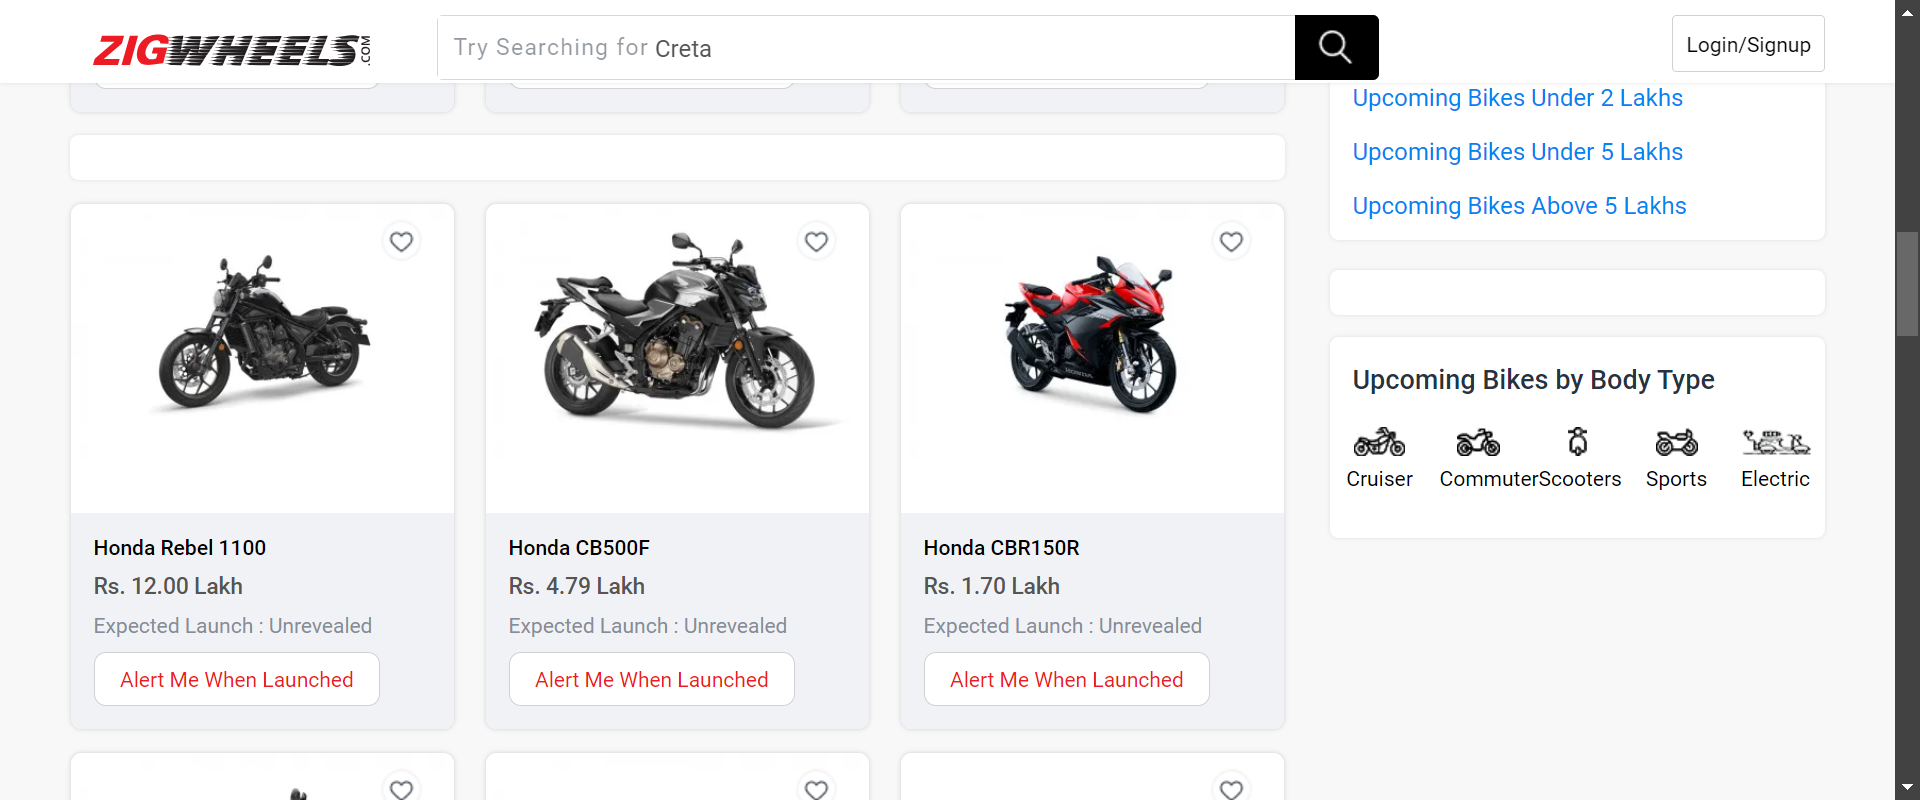 ZIGWHEELS.COM
Try Searching for Creta
Login/Signup
Upcoming Bikes Under 2 Lakhs
Upcoming Bikes Under 5 Lakhs
Upcoming Bikes Above 5 Lakhs
HONDA
Honda Rebel 1100
Rs. 12.00 Lakh
Expected Launch : Unrevealed
Alert Me When Launched
Honda CB500F
Rs. 4.79 Lakh
Expected Launch : Unrevealed
Alert Me When Launched
Honda CBR150R
Rs. 1.70 Lakh
Expected Launch : Unrevealed
Alert Me When Launched
Upcoming Bikes by Body Type
Cruiser
Commuter
Scooters
Sports
Electric